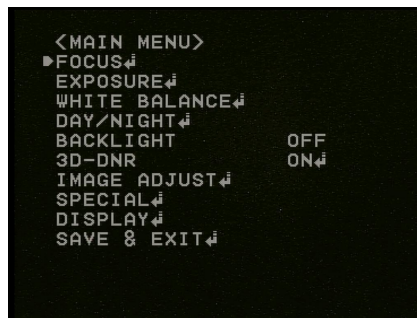 <MAIN MENU>
FOCUS↲
EXPOSURE↲
WHITE BALANCE↲
DAY/NIGHT↲
BACKLIGHT OFF
3D-DNR ON↲
IMAGE ADJUST↲
SPECIAL↲
DISPLAY↲
SAVE & EXIT↲